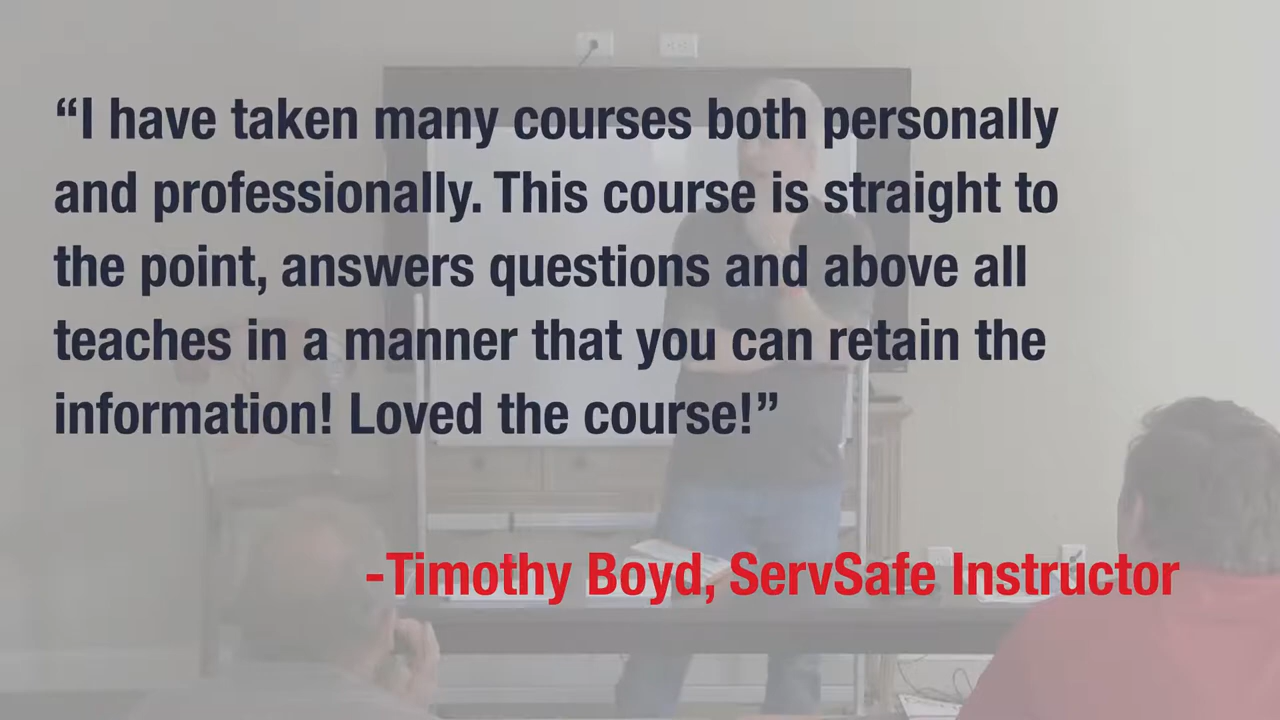 “I have taken many courses both personally
and professionally. This course is straight to
the point, answers questions and above all
teaches in a manner that you can retain the
information! Loved the course!”
-Timothy Boyd, ServSafe Instructor